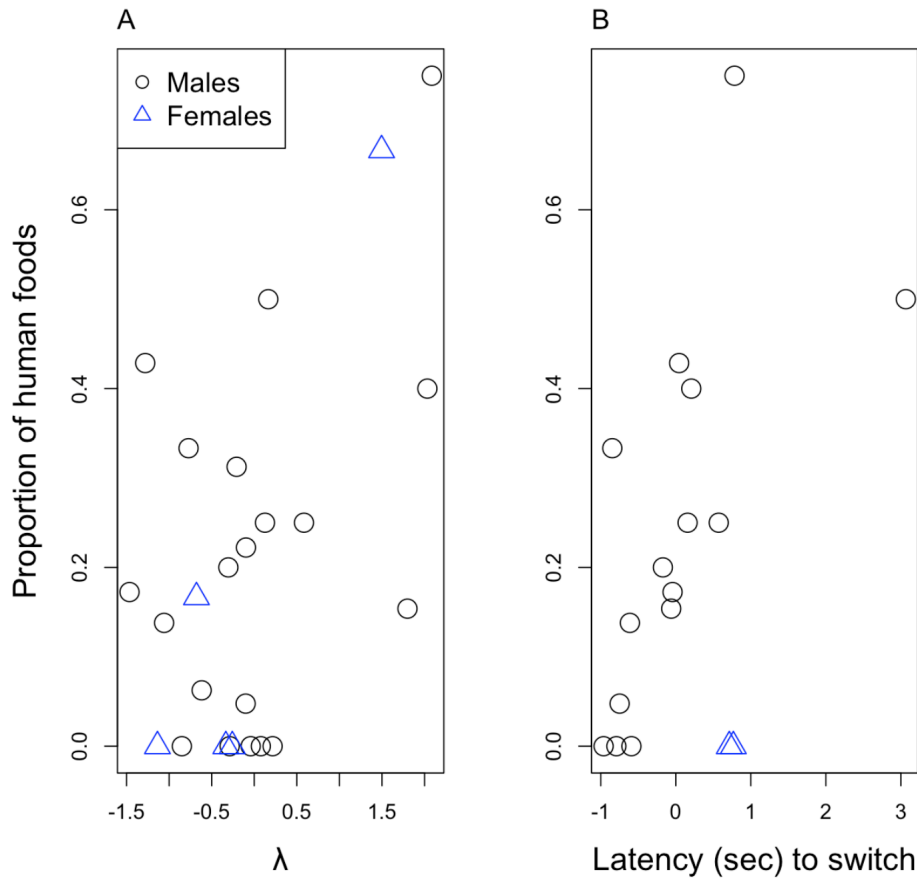 A
Males
Females
Proportion of human foods
0.6
0.4
0.2
0.0
-1.5
-0.5
0.5
1.5
λ
B
0.6
0.4
0.2
0.0
-1
0
1
2
3
Latency (sec) to switch